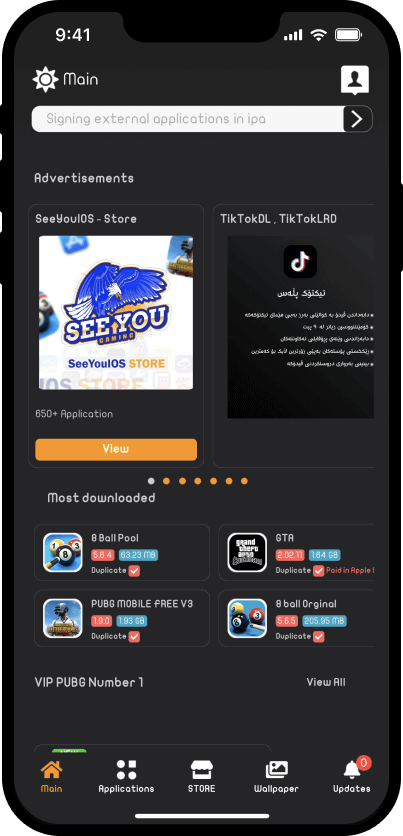 9:41
Main
Signing external applications in ipa
Advertisements
SeeYouIOS - Store
SEE YOU
GAMING
SeeYouIOS STORE
650+ Application
View
TikTokDL , TikTokLRD
تیکتۆک پڵەس
Most downloaded
8 Ball Pool
5.6.4 63.23 MB
Duplicate
GTA
2.02.11 1.64 GB
Duplicate Paid in Apple
grand
theft
auto
PUBG MOBILE FREE V3
1.9.0 1.93 GB
Duplicate
8 ball Orginal
5.6.5 205.95 MB
Duplicate
VIP PUBG Number 1
View All
Main
Applications
STORE
Wallpaper
0
Updates